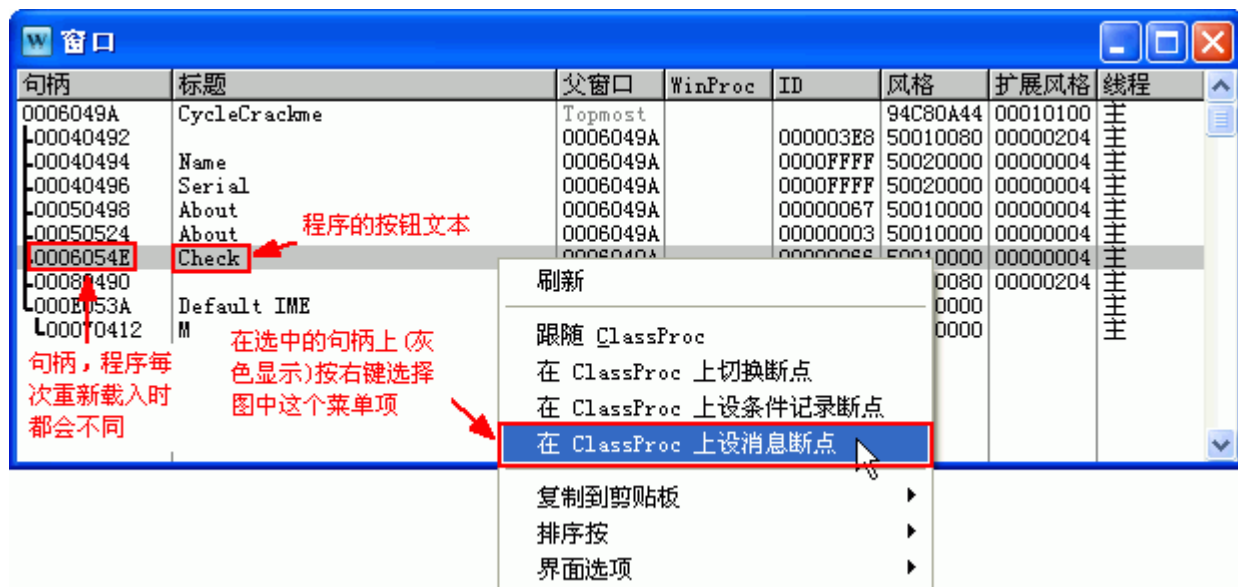 窗口
句柄 标题 父窗口 WinProc ID 风格 扩展风格 线程
0006049A CycleCrackme Topmost 94C80A44 00010100 主
00040492 0006049A 000003E8 50010080 00000204 主
00040494 Name 0006049A 0000FFFF 50020000 00000004 主
00040496 Serial 0006049A 0000FFFF 50020000 00000004 主
00050498 About 0006049A 00000067 50010000 00000004 主
00050524 About 0006049A 00000003 50010000 00000004 主
0006054E Check 0006049A 00000066 50010000 00000004 主
00080490 0080 00000204 主
000E053A Default IME 0000 主
00070412 M 0000 主
程序的按钮文本
句柄，程序每
次重新载入时
都会不同
在选中的句柄上(灰
色显示)按右键选择
图中这个菜单项
刷新
跟随 ClassProc
在 ClassProc 上切换断点
在 ClassProc 上设条件记录断点
在 ClassProc 上设消息断点
复制到剪贴板
排序按
界面选项